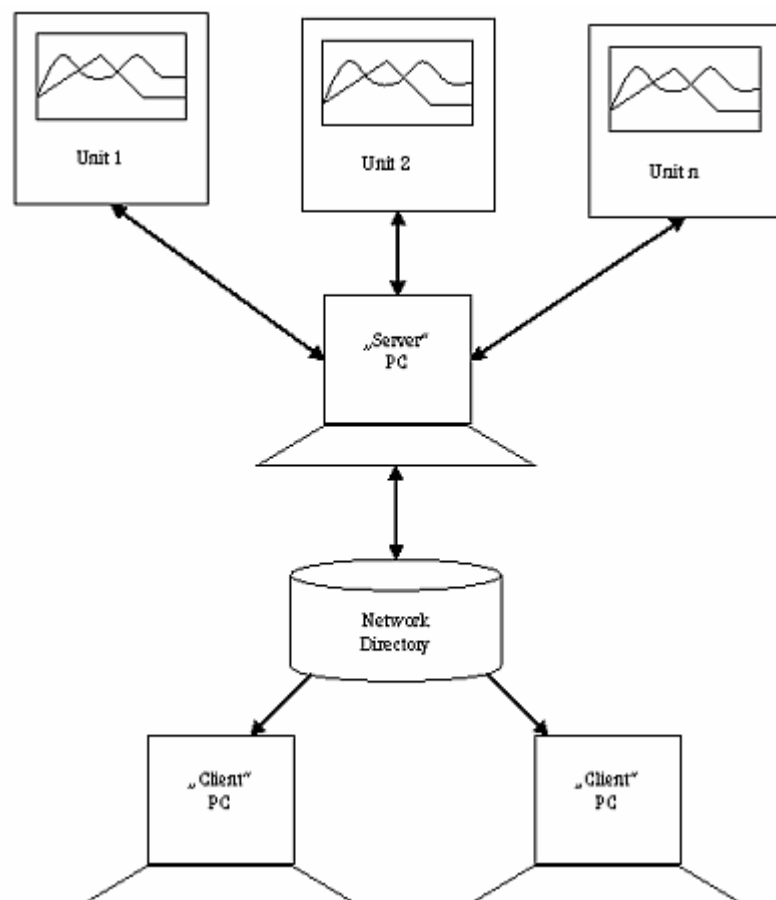 Unit 1
Unit 2
Unit n
„Server“
PC
Network
Directory
„Client“
PC
„Client“
PC